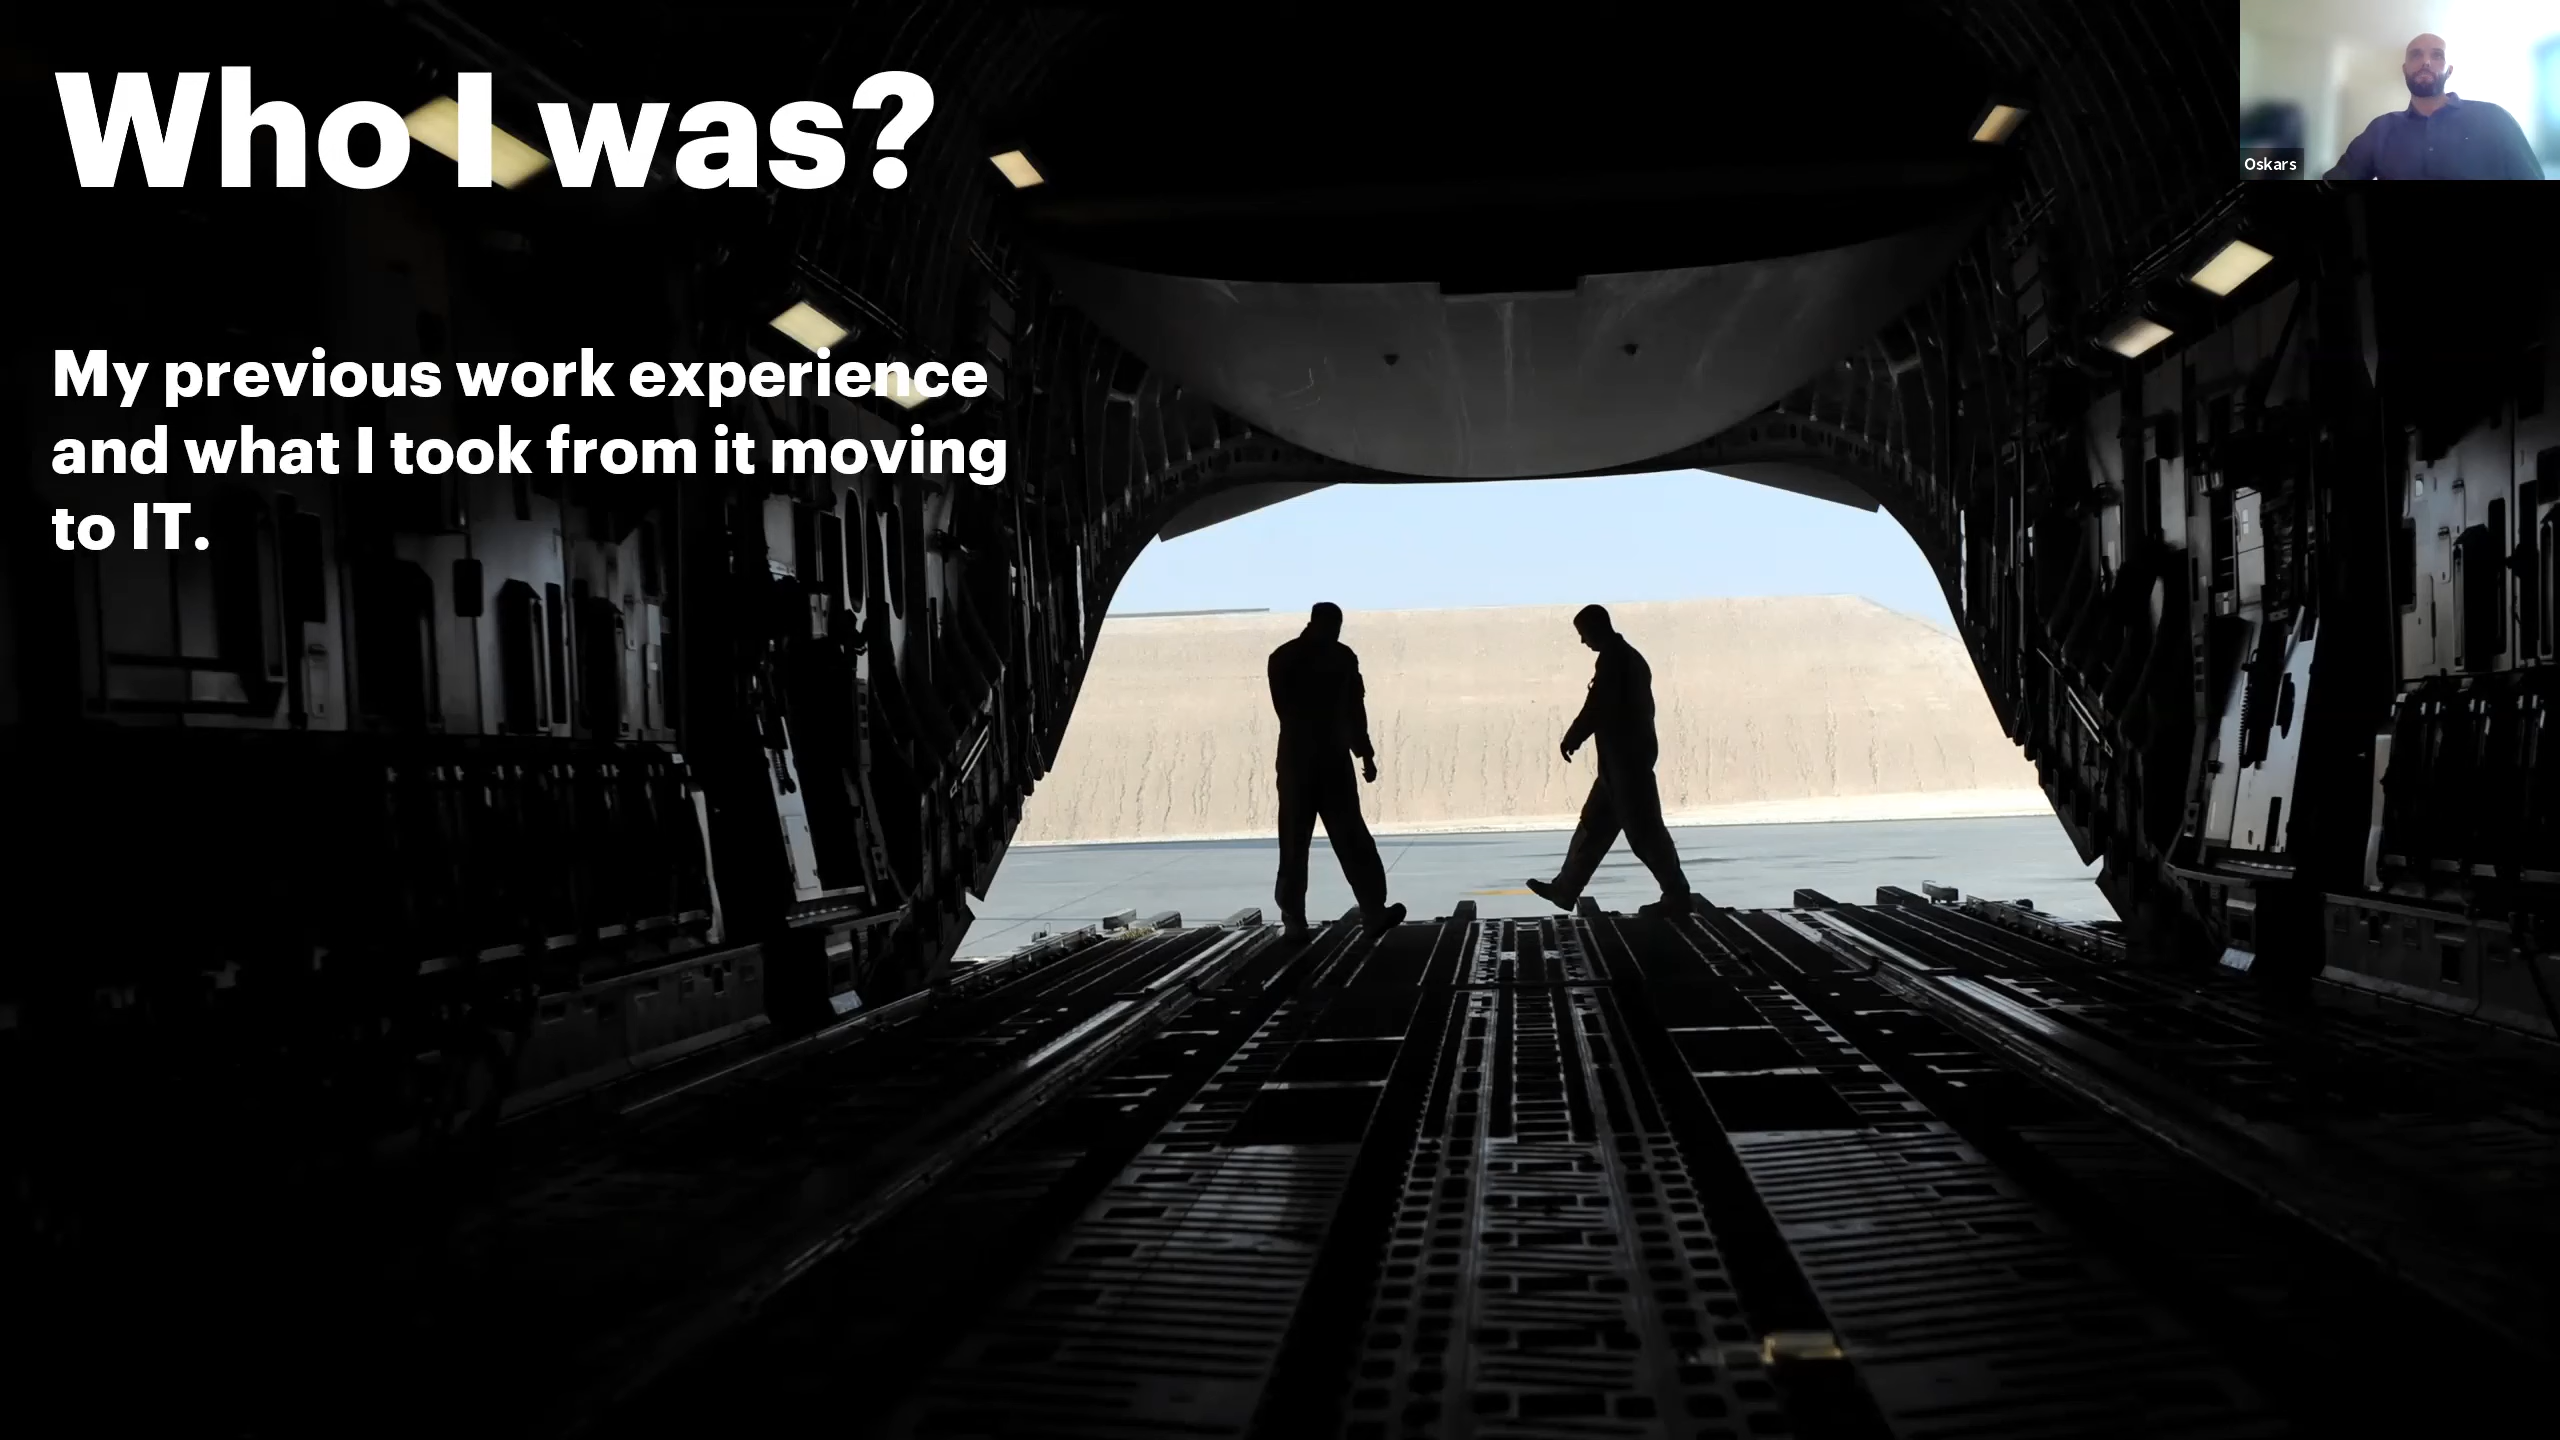 Who I was?
My previous work experience
and what I took from it moving
to IT.
Oskars